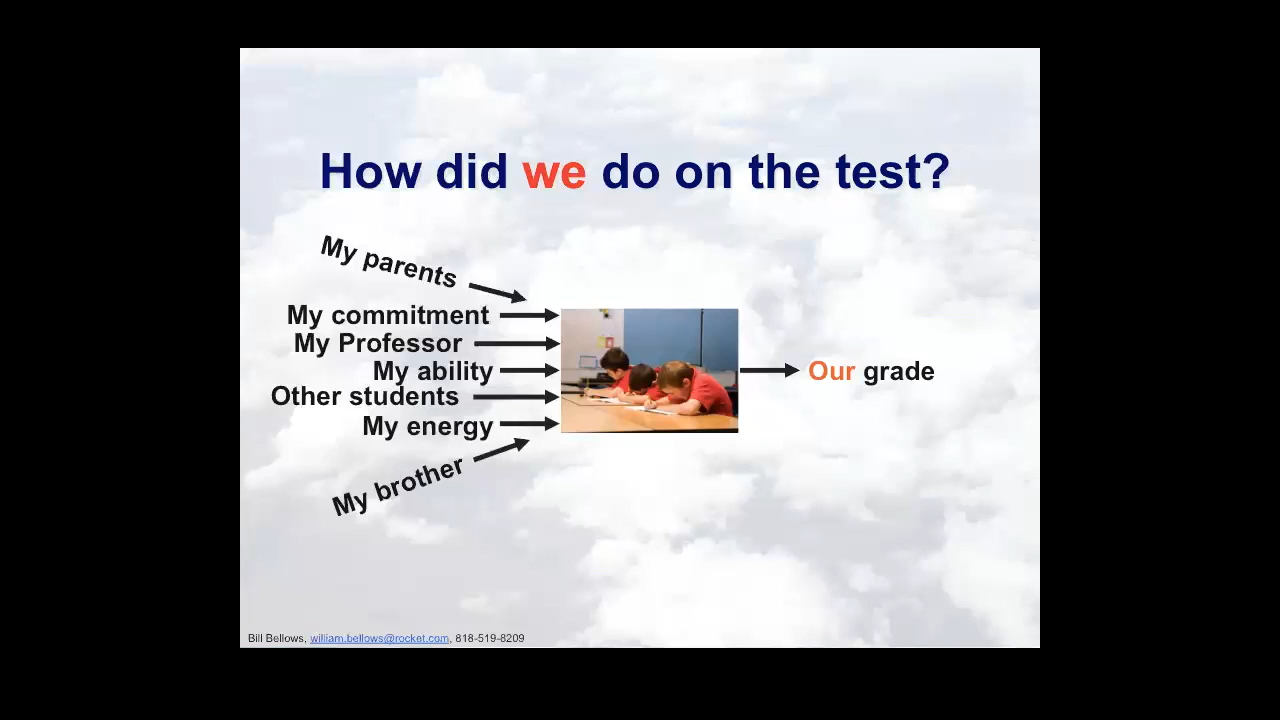 How did we do on the test?
My parents
My commitment
My Professor
My ability
Other students
My energy
My brother
Our grade
Bill Bellows, william.bellows@rocket.com, 818-519-8209